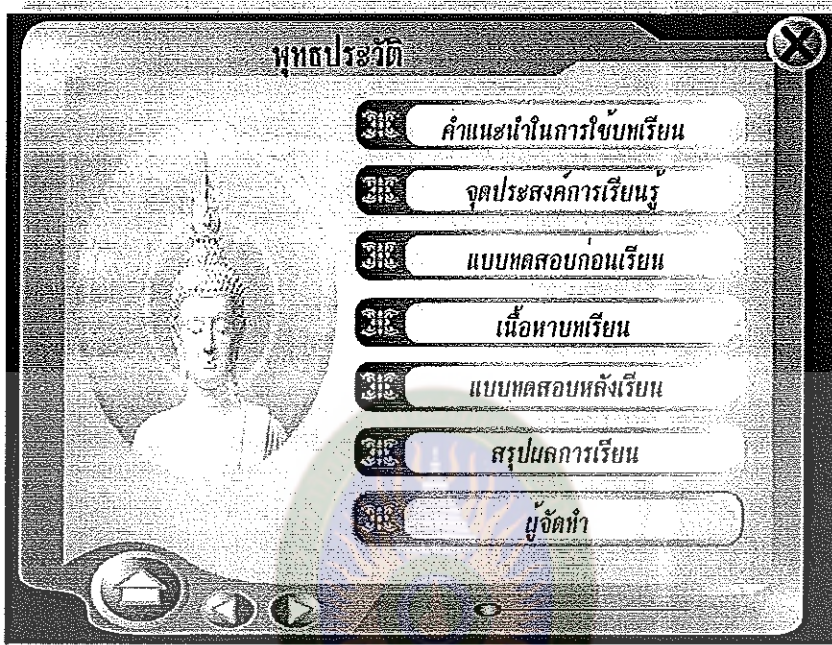 พุทธประวัติ
คำแนะนำในการใช้บทเรียน
จุดประสงค์การเรียนรู้
แบบทดสอบก่อนเรียน
เนื้อหาบทเรียน
แบบทดสอบหลังเรียน
สรุปผลการเรียน
ผู้จัดทำ